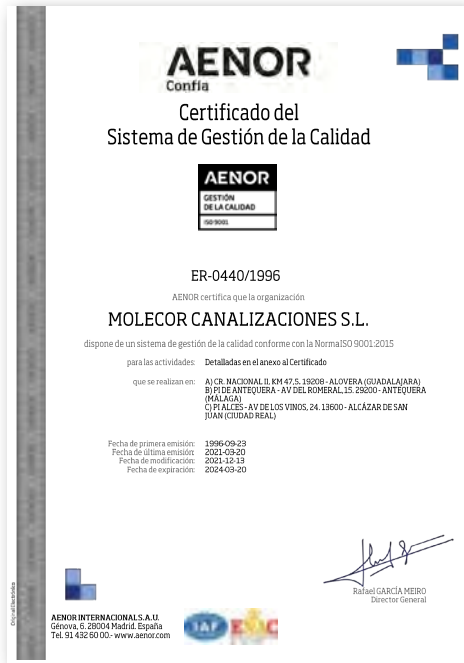 AENOR
Confía
Certificado del
Sistema de Gestión de la Calidad
AENOR
GESTIÓN
DE LA CALIDAD
ISO 9001
ER-0440/1996
AENOR certifica que la organización
MOLECOR CANALIZACIONES S.L.
dispone de un sistema de gestión de la calidad conforme con la Norma ISO 9001:2015
para las actividades: Detalladas en el anexo al Certificado
que se realizan en: A) CR. NACIONAL II, KM 47,5. 19208 - ALOVERA (GUADALAJARA)
B) PI DE ANTEQUERA - AV DEL ROMERAL, 15. 29200 - ANTEQUERA
(MÁLAGA)
C) PI ALCES - AV DE LOS VINOS, 24. 13600 - ALCÁZAR DE SAN
JUAN (CIUDAD REAL)
Fecha de primera emisión: 1996-09-23
Fecha de última emisión: 2021-03-20
Fecha de modificación: 2021-12-13
Fecha de expiración: 2024-03-20
Rafael GARCÍA MEIRO
Director General
Original Electrónico
AENOR INTERNACIONAL S.A.U.
Génova, 6. 28004 Madrid. España
Tel. 91 432 60 00.- www.aenor.com
IAF